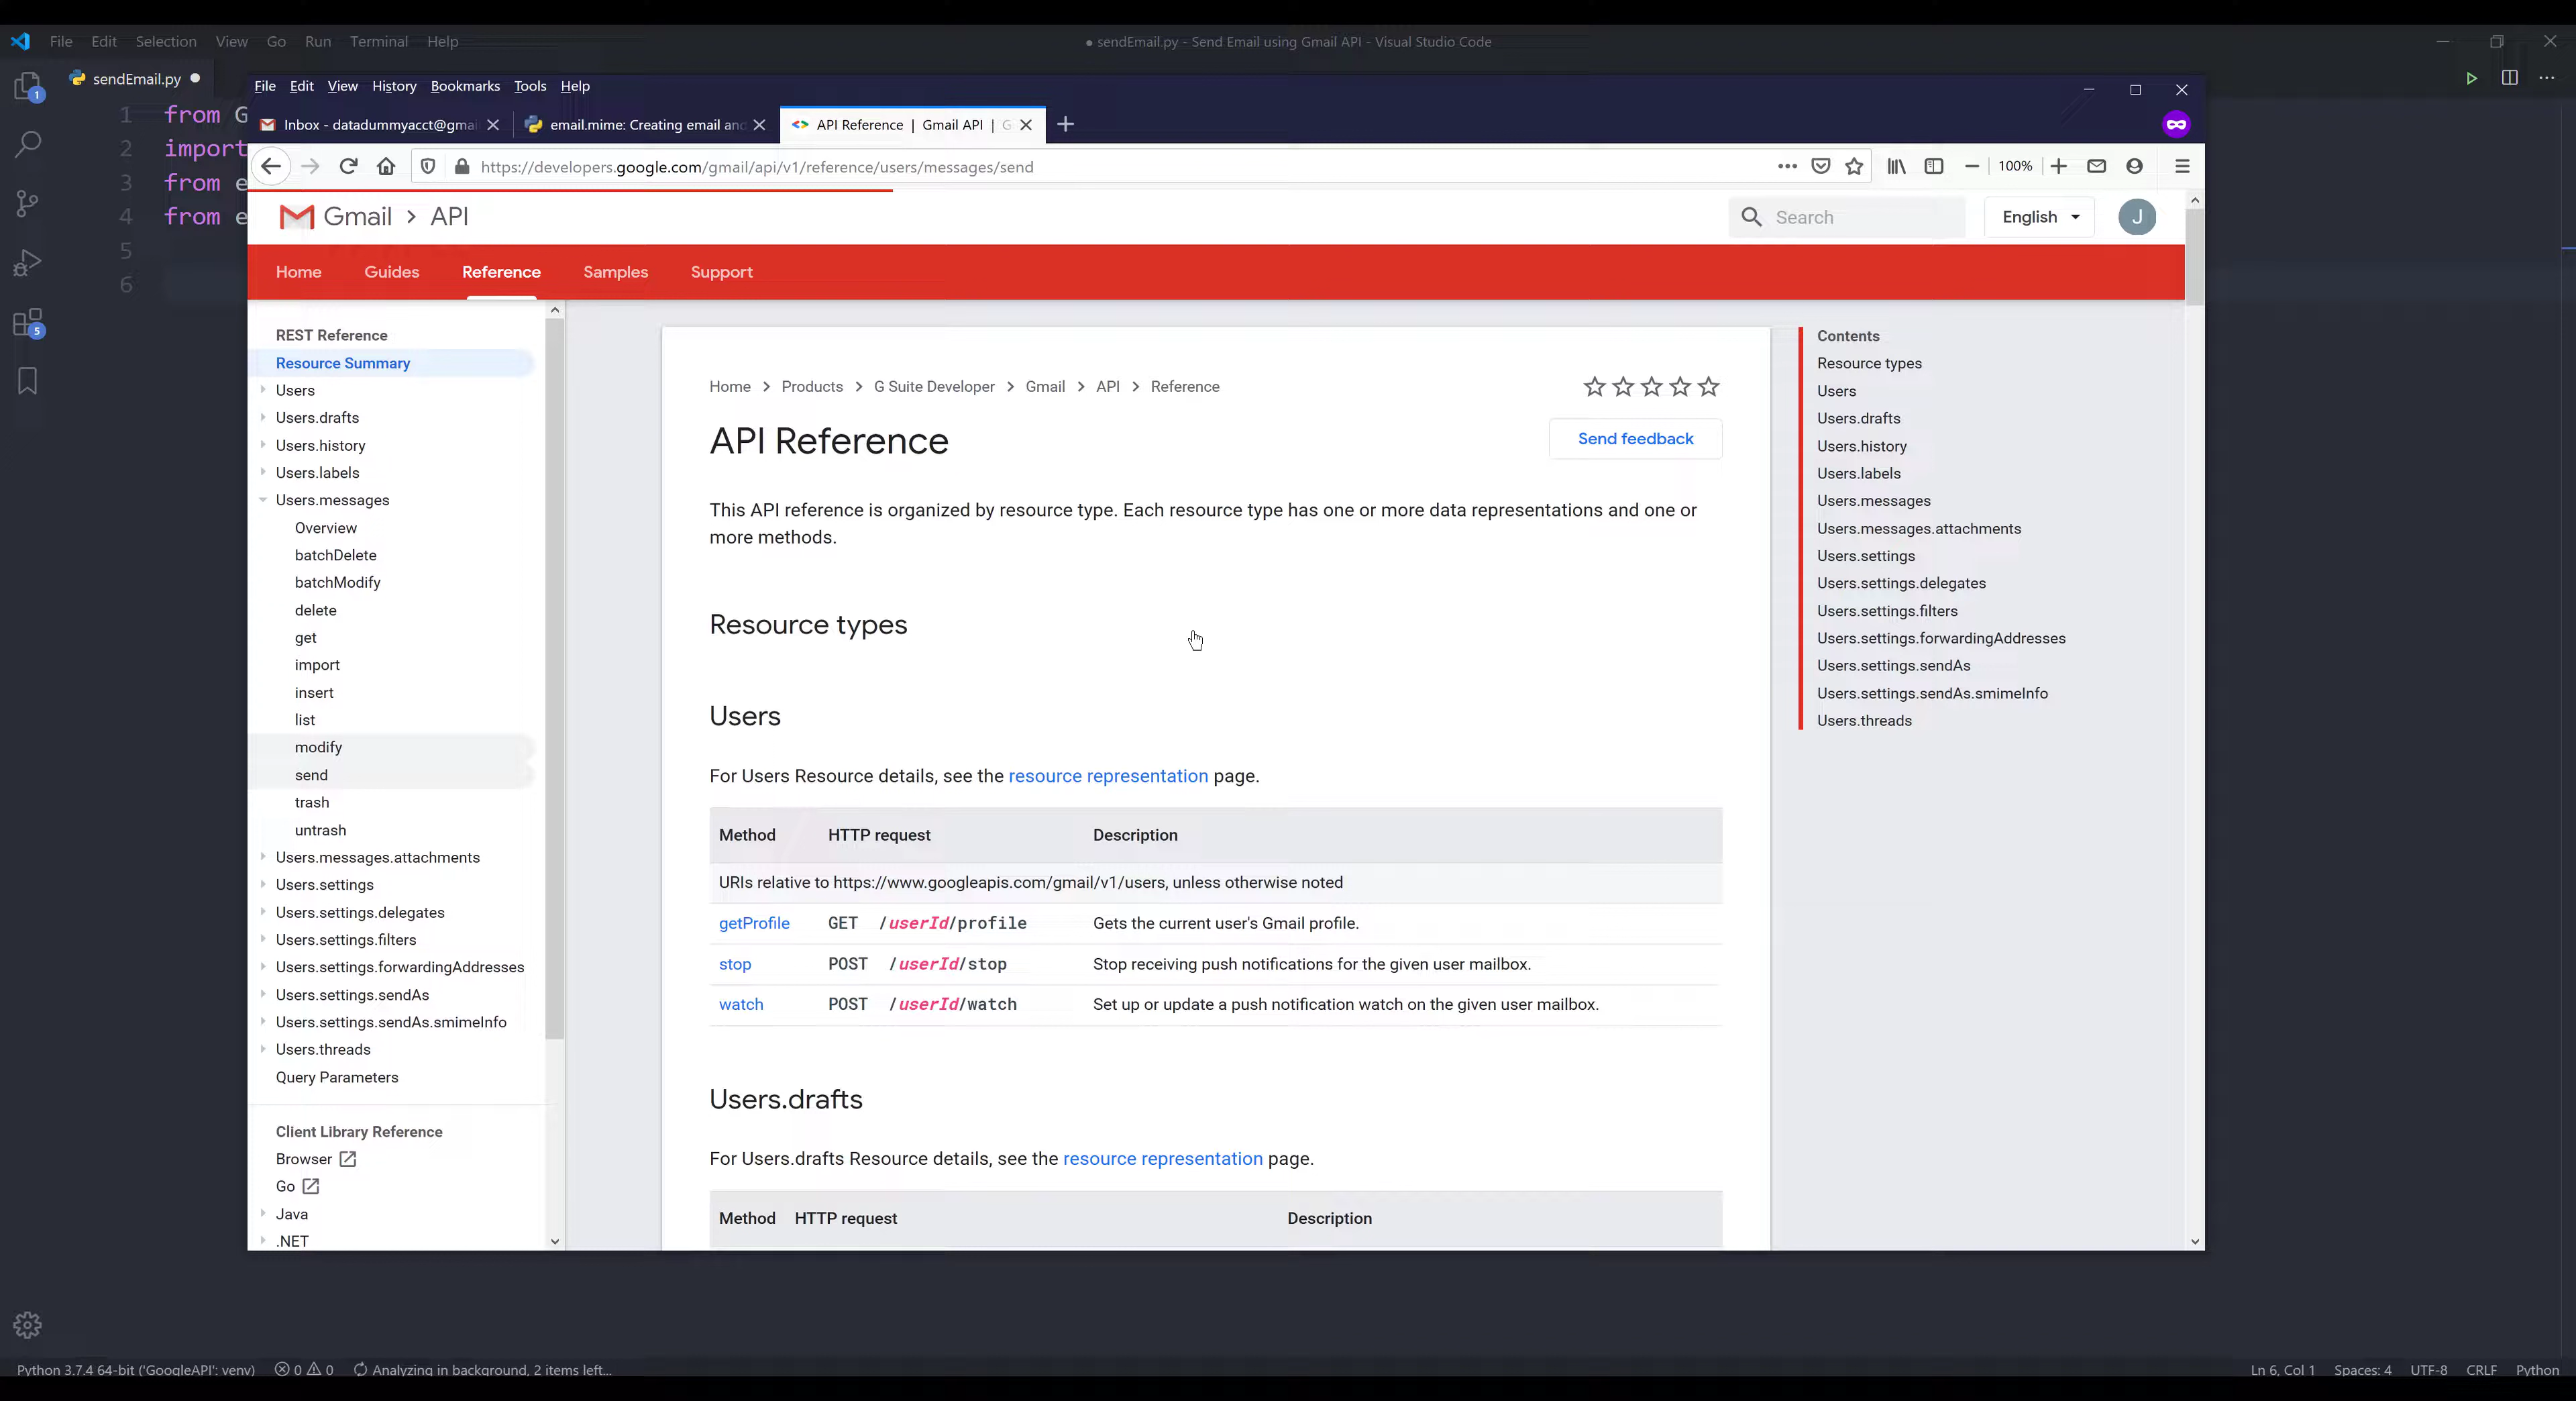 File Edit Selection View Go Run Terminal Help
● sendEmail.py - Send Email using Gmail API - Visual Studio Code
sendEmail.py
1 from G
2 import
3 from e
4 from e
5
6
1
5
File Edit View History Bookmarks Tools Help
Inbox - datadummyacct@gmai
email.mime: Creating email and
API Reference | Gmail API | G
https://developers.google.com/gmail/api/v1/reference/users/messages/send
100%
Gmail > API
Search
English
J
Home Guides Reference Samples Support
REST Reference
Resource Summary
Users
Users.drafts
Users.history
Users.labels
Users.messages
Overview
batchDelete
batchModify
delete
get
import
insert
list
modify
send
trash
untrash
Users.messages.attachments
Users.settings
Users.settings.delegates
Users.settings.filters
Users.settings.forwardingAddresses
Users.settings.sendAs
Users.settings.sendAs.smimeInfo
Users.threads
Query Parameters
Client Library Reference
Browser
Go
Java
.NET
Home > Products > G Suite Developer > Gmail > API > Reference
API Reference
Send feedback
This API reference is organized by resource type. Each resource type has one or more data representations and one or
more methods.
Resource types
Users
For Users Resource details, see the resource representation page.
Method HTTP request Description
URIs relative to https://www.googleapis.com/gmail/v1/users, unless otherwise noted
getProfile GET /userId/profile Gets the current user's Gmail profile.
stop POST /userId/stop Stop receiving push notifications for the given user mailbox.
watch POST /userId/watch Set up or update a push notification watch on the given user mailbox.
Users.drafts
For Users.drafts Resource details, see the resource representation page.
Method HTTP request Description
Contents
Resource types
Users
Users.drafts
Users.history
Users.labels
Users.messages
Users.messages.attachments
Users.settings
Users.settings.delegates
Users.settings.filters
Users.settings.forwardingAddresses
Users.settings.sendAs
Users.settings.sendAs.smimeInfo
Users.threads
Python 3.7.4 64-bit ('GoogleAPI': venv) 0 0 Analyzing in background, 2 items left...
Ln 6, Col 1 Spaces: 4 UTF-8 CRLF Python